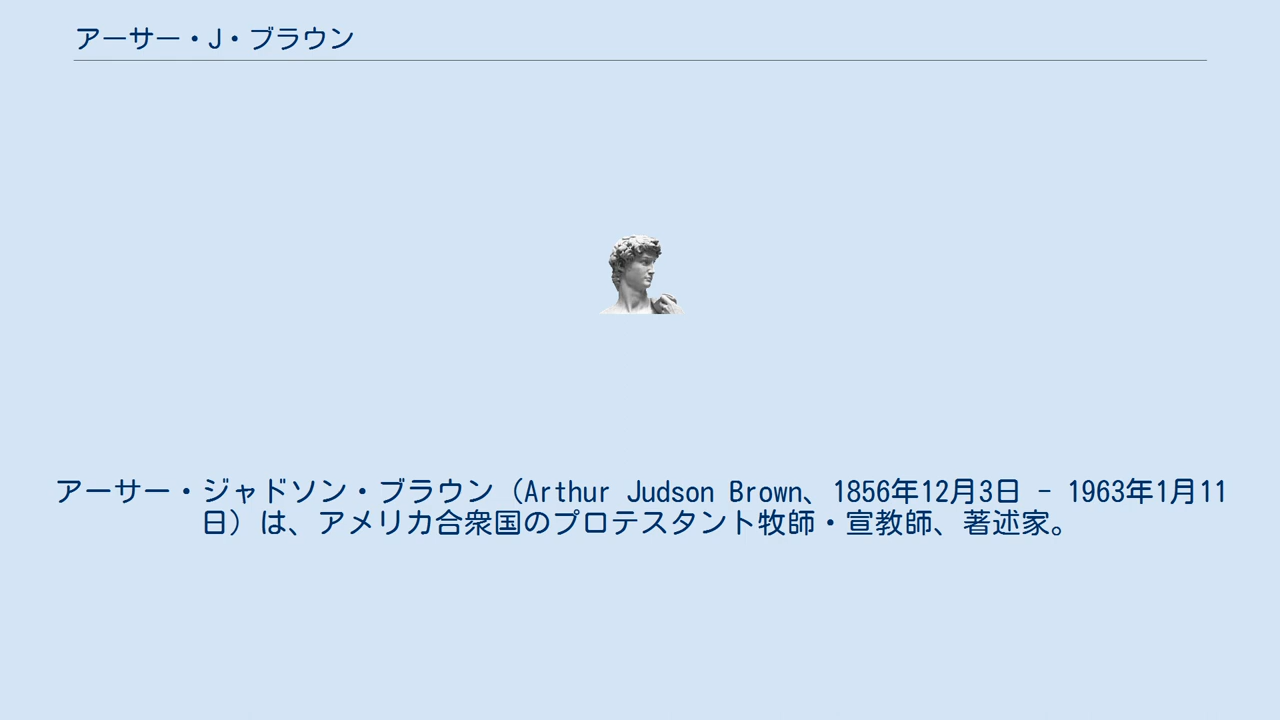 アーサー・J・ブラウン
アーサー・ジャドソン・ブラウン（Arthur Judson Brown、1856年12月3日 - 1963年1月11
日）は、アメリカ合衆国のプロテスタント牧師・宣教師、著述家。